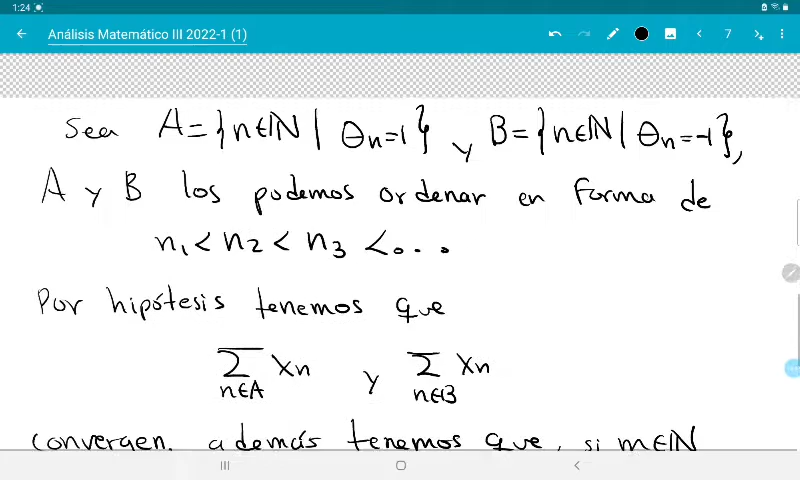 1:24
Análisis Matemático III 2022-1 (1)
7
Sea A={n∈ℕ | θn=1} y B={n∈ℕ | θn=-1},
A y B los podemos ordenar en forma de
n₁ < n₂ < n₃ <...
Por hipótesis tenemos que
∑ Xn y ∑ Xn
n∈A n∈B
convergen. además tenemos que, si m∈ℕ